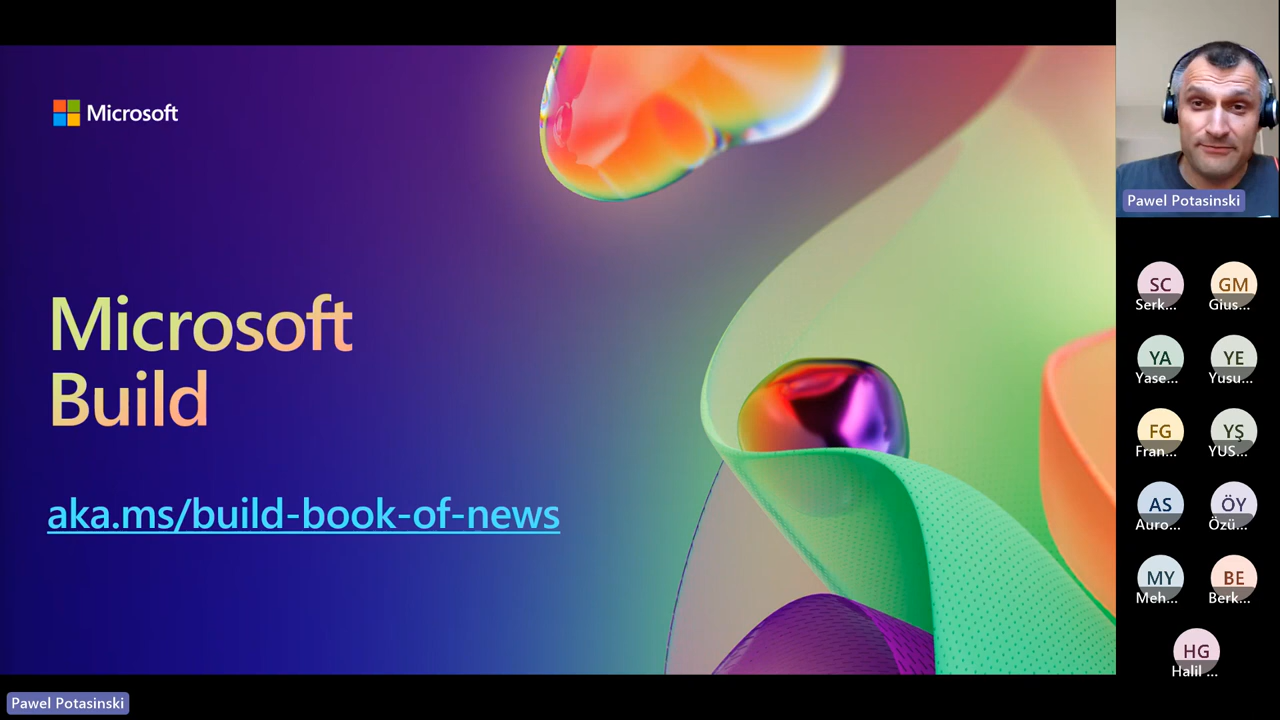 Microsoft
Microsoft
Build
aka.ms/build-book-of-news
Pawel Potasinski
SC
Serk...
GM
Gius...
YA
Yase...
YE
Yusu...
FG
Fran...
YŞ
YUS...
AS
Auro...
ÖY
Özü...
MY
Meh...
BE
Berk...
HG
Halil ...
Pawel Potasinski